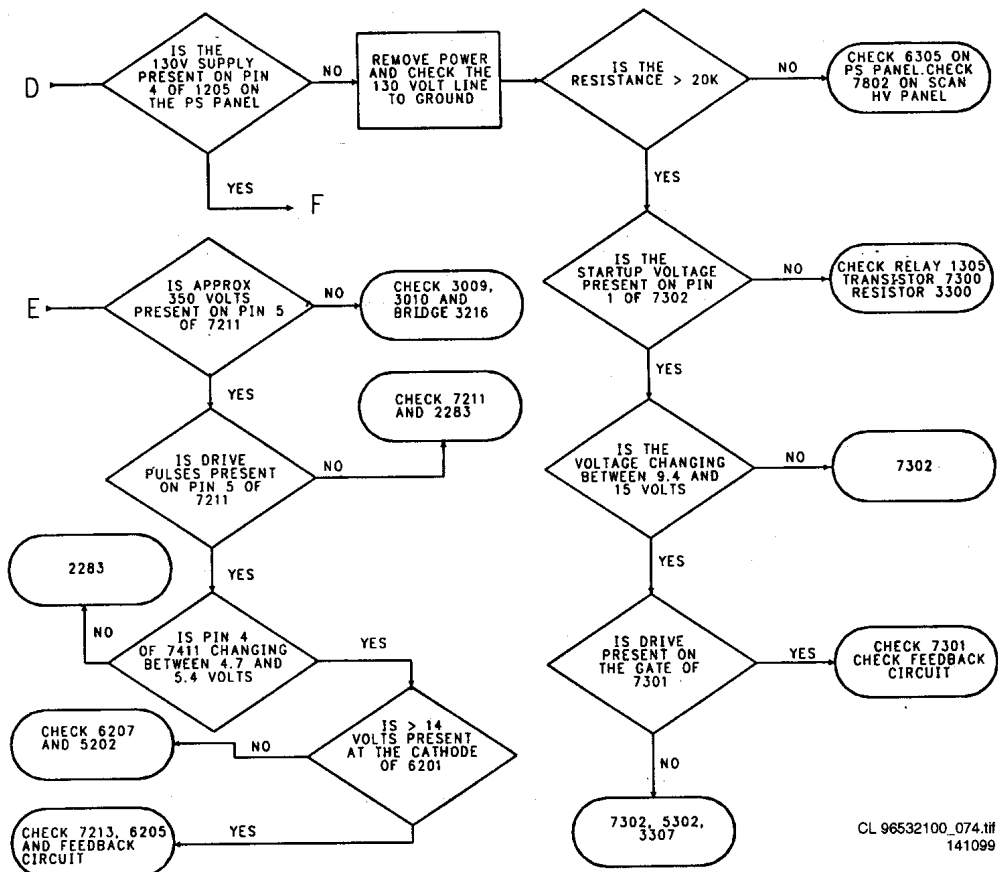 D
IS THE
130V SUPPLY
PRESENT ON PIN
4 OF 1205 ON
THE PS PANEL
NO
REMOVE POWER
AND CHECK THE
130 VOLT LINE
TO GROUND
IS THE
RESISTANCE > 20K
NO
CHECK 6305 ON
PS PANEL.CHECK
7802 ON SCAN
HV PANEL
YES
F
YES
IS THE
STARTUP VOLTAGE
PRESENT ON PIN
1 OF 7302
NO
CHECK RELAY 1305
TRANSISTOR 7300
RESISTOR 3300
YES
IS THE
VOLTAGE CHANGING
BETWEEN 9.4 AND
15 VOLTS
NO
7302
YES
IS DRIVE
PRESENT ON
THE GATE OF
7301
YES
CHECK 7301
CHECK FEEDBACK
CIRCUIT
NO
7302, 5302,
3307
E
IS APPROX
350 VOLTS
PRESENT ON PIN 5
OF 7211
NO
CHECK 3009,
3010 AND
BRIDGE 3216
YES
IS DRIVE
PULSES PRESENT
ON PIN 5 OF
7211
NO
CHECK 7211
AND 2283
YES
IS PIN 4
OF 7411 CHANGING
BETWEEN 4.7 AND
5.4 VOLTS
NO
2283
YES
IS > 14
VOLTS PRESENT
AT THE CATHODE
OF 6201
NO
CHECK 6207
AND 5202
YES
CHECK 7213, 6205
AND FEEDBACK
CIRCUIT
CL 96532100_074.tif
141099